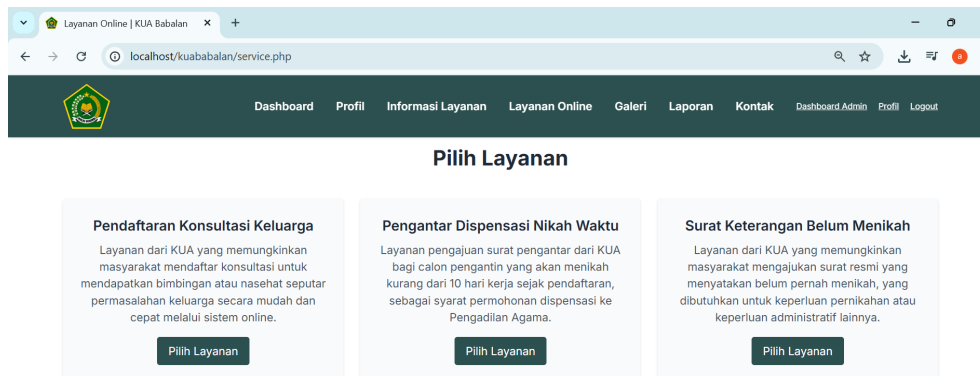 Layanan Online | KUA Babalan
localhost/kuababalan/service.php
a
Dashboard Profil Informasi Layanan Layanan Online Galeri Laporan Kontak Dashboard Admin Profil Logout
Pilih Layanan
Pendaftaran Konsultasi Keluarga
Layanan dari KUA yang memungkinkan
masyarakat mendaftar konsultasi untuk
mendapatkan bimbingan atau nasehat seputar
permasalahan keluarga secara mudah dan
cepat melalui sistem online.
Pilih Layanan
Pengantar Dispensasi Nikah Waktu
Layanan pengajuan surat pengantar dari KUA
bagi calon pengantin yang akan menikah
kurang dari 10 hari kerja sejak pendaftaran,
sebagai syarat permohonan dispensasi ke
Pengadilan Agama.
Pilih Layanan
Surat Keterangan Belum Menikah
Layanan dari KUA yang memungkinkan
masyarakat mengajukan surat resmi yang
menyatakan belum pernah menikah, yang
dibutuhkan untuk keperluan pernikahan atau
keperluan administratif lainnya.
Pilih Layanan